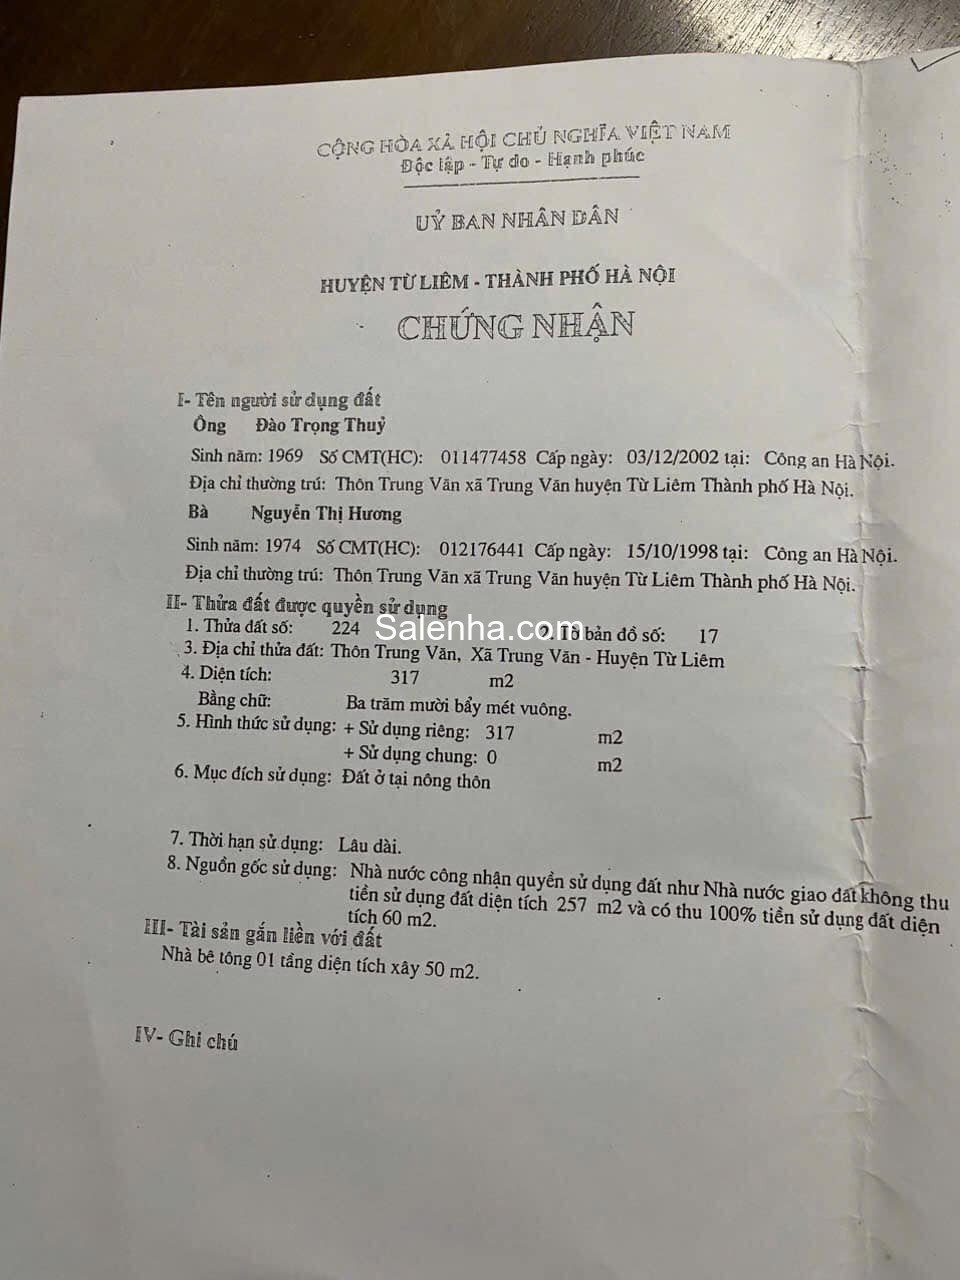 CỘNG HÒA XÃ HỘI CHỦ NGHĨA VIỆT NAM
Độc lập - Tự do - Hạnh phúc
UỶ BAN NHÂN DÂN
HUYỆN TỪ LIÊM - THÀNH PHỐ HÀ NỘI
CHỨNG NHẬN
I- Tên người sử dụng đất
Ông Đào Trọng Thuỷ
Sinh năm: 1969 Số CMT(HC): 011477458 Cấp ngày: 03/12/2002 tại: Công an Hà Nội.
Địa chỉ thường trú: Thôn Trung Văn xã Trung Văn huyện Từ Liêm Thành phố Hà Nội.
Bà Nguyễn Thị Hương
Sinh năm: 1974 Số CMT(HC): 012176441 Cấp ngày: 15/10/1998 tại: Công an Hà Nội.
Địa chỉ thường trú: Thôn Trung Văn xã Trung Văn huyện Từ Liêm Thành phố Hà Nội.
II- Thửa đất được quyền sử dụng
1. Thửa đất số: 224 2. Tờ bản đồ số: 17
Salenha.com
3. Địa chỉ thửa đất: Thôn Trung Văn, Xã Trung Văn - Huyện Từ Liêm
4. Diện tích: 317 m2
Bằng chữ: Ba trăm mười bẩy mét vuông.
5. Hình thức sử dụng: + Sử dụng riêng: 317 m2
+ Sử dụng chung: 0 m2
6. Mục đích sử dụng: Đất ở tại nông thôn
7. Thời hạn sử dụng: Lâu dài.
8. Nguồn gốc sử dụng: Nhà nước công nhận quyền sử dụng đất như Nhà nước giao đất không thu
tiền sử dụng đất diện tích 257 m2 và có thu 100% tiền sử dụng đất diện
tích 60 m2.
III- Tài sản gắn liền với đất
Nhà bê tông 01 tầng diện tích xây 50 m2.
IV- Ghi chú